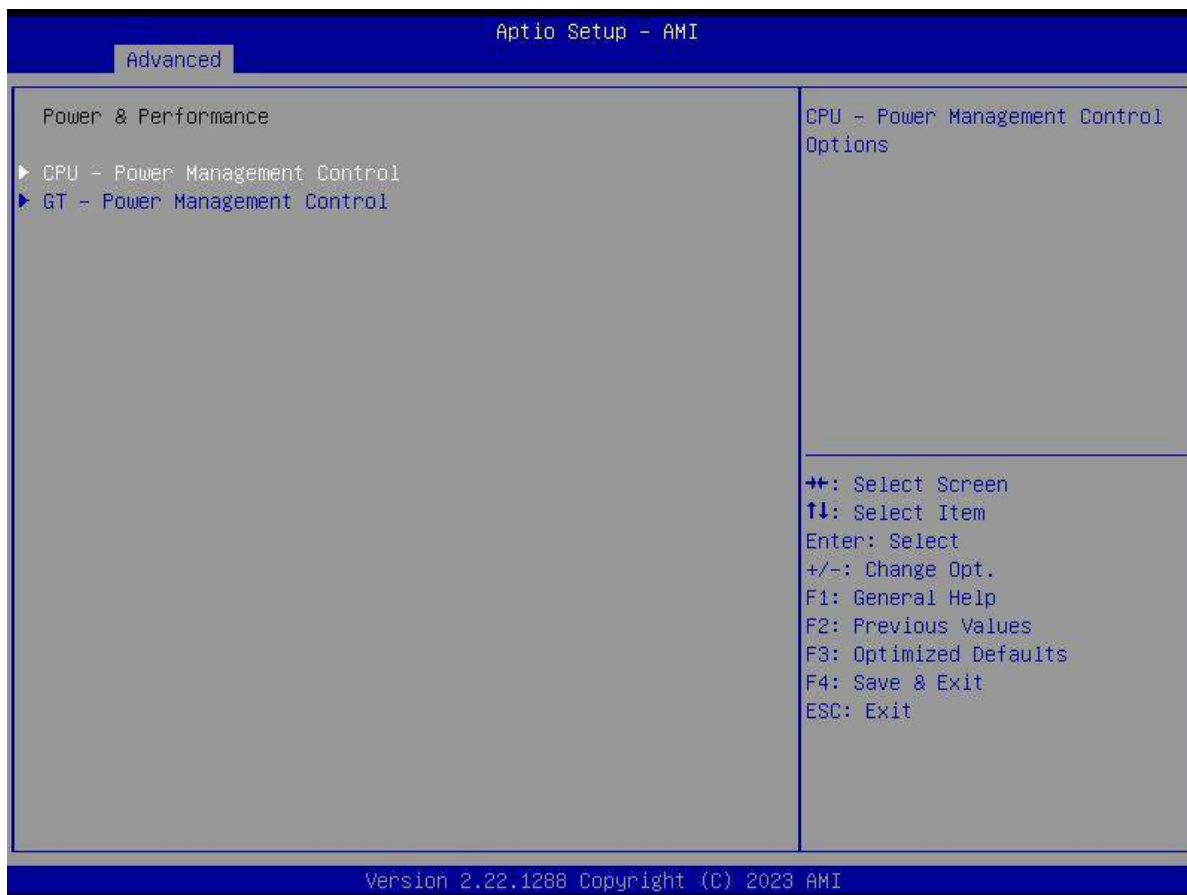 Aptio Setup – AMI
Advanced
Power & Performance
▶ CPU – Power Management Control
▶ GT – Power Management Control
CPU – Power Management Control
Options
→←: Select Screen
↑↓: Select Item
Enter: Select
+/-: Change Opt.
F1: General Help
F2: Previous Values
F3: Optimized Defaults
F4: Save & Exit
ESC: Exit
Version 2.22.1288 Copyright (C) 2023 AMI